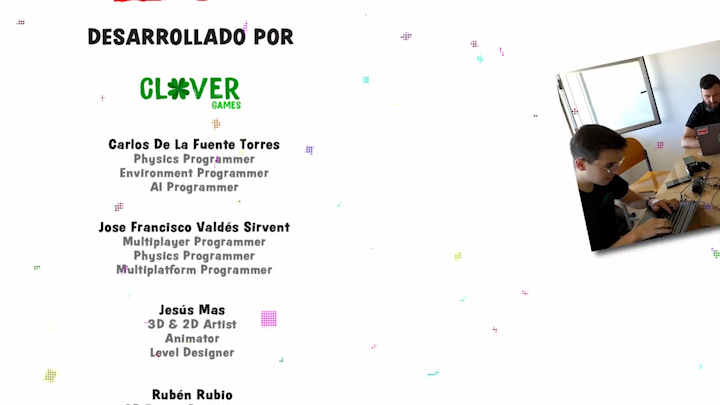 DESARROLLADO POR
CLOVER
GAMES
Carlos De La Fuente Torres
Physics Programmer
Environment Programmer
AI Programmer
Jose Francisco Valdés Sirvent
Multiplayer Programmer
Physics Programmer
Multiplatform Programmer
Jesús Mas
3D & 2D Artist
Animator
Level Designer
Rubén Rubio